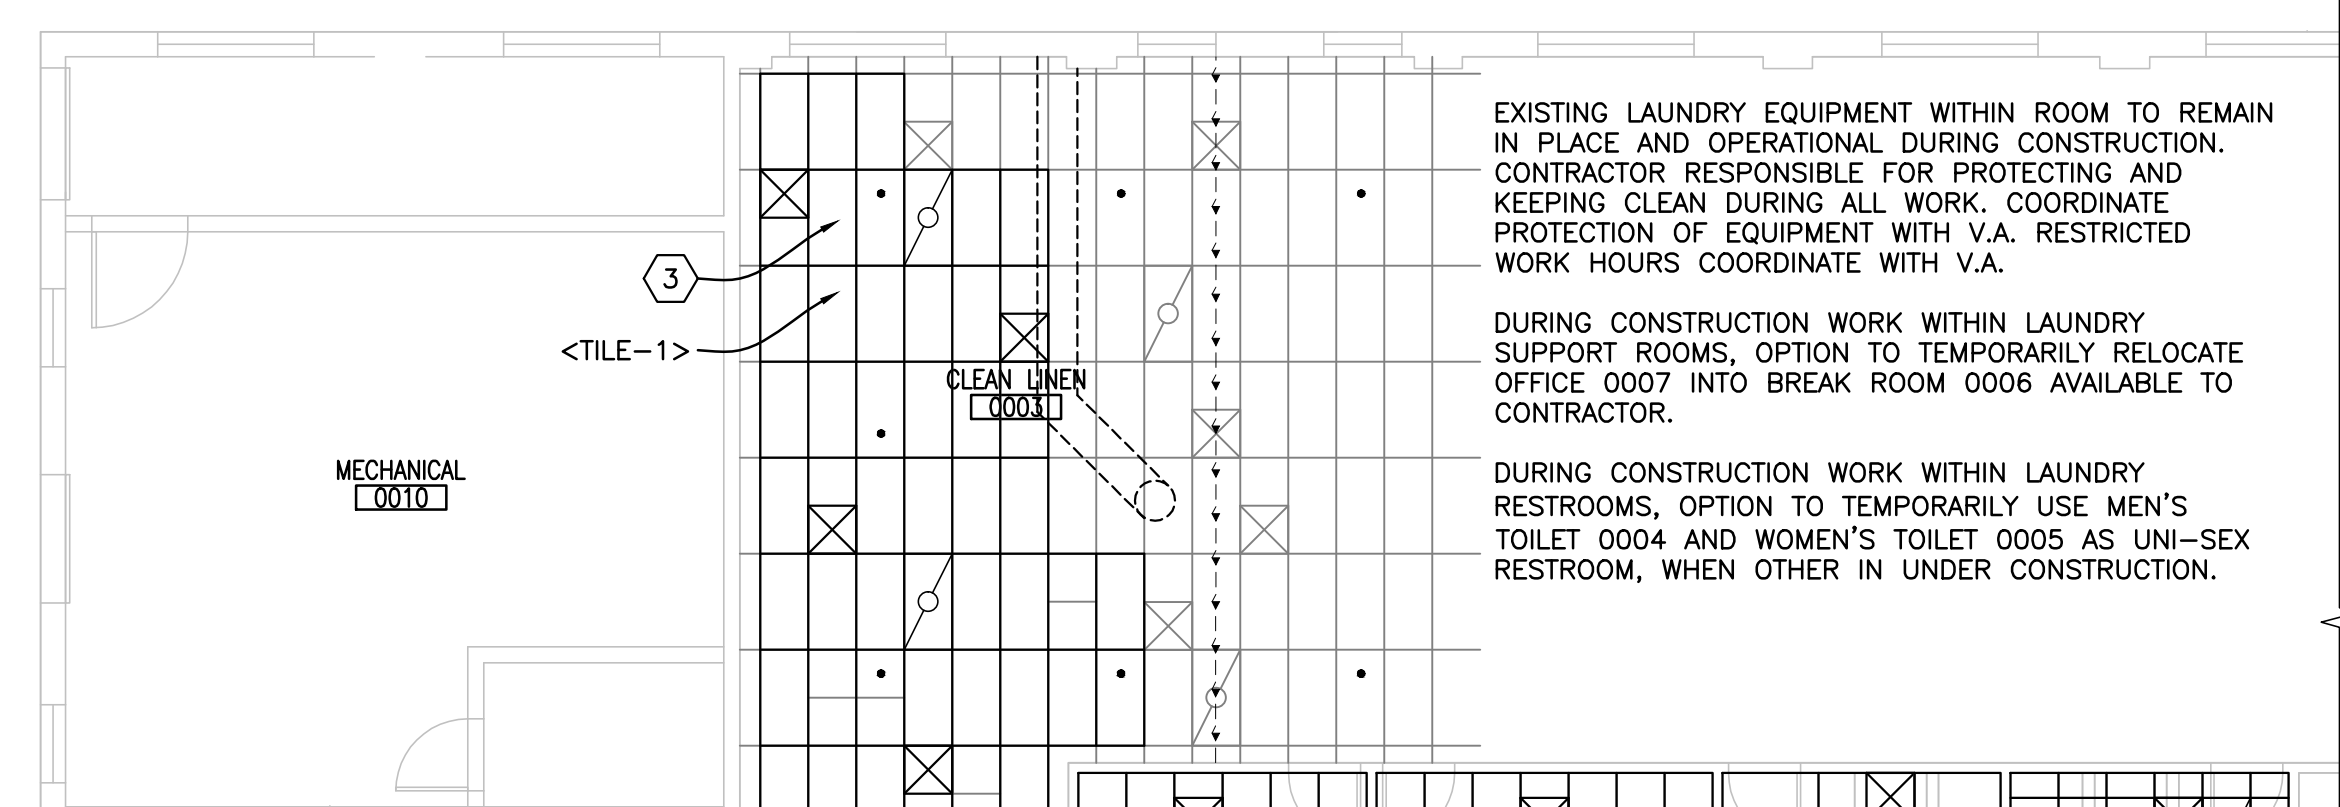 EXISTING LAUNDRY EQUIPMENT WITHIN ROOM TO REMAIN
IN PLACE AND OPERATIONAL DURING CONSTRUCTION.
CONTRACTOR RESPONSIBLE FOR PROTECTING AND
KEEPING CLEAN DURING ALL WORK. COORDINATE
PROTECTION OF EQUIPMENT WITH V.A. RESTRICTED
WORK HOURS COORDINATE WITH V.A.
DURING CONSTRUCTION WORK WITHIN LAUNDRY
SUPPORT ROOMS, OPTION TO TEMPORARILY RELOCATE
OFFICE 0007 INTO BREAK ROOM 0006 AVAILABLE TO
CONTRACTOR.
DURING CONSTRUCTION WORK WITHIN LAUNDRY
RESTROOMS, OPTION TO TEMPORARILY USE MEN'S
TOILET 0004 AND WOMEN'S TOILET 0005 AS UNI-SEX
RESTROOM, WHEN OTHER IN UNDER CONSTRUCTION.
3
<TILE-1>
CLEAN LINEN
0003
MECHANICAL
0010